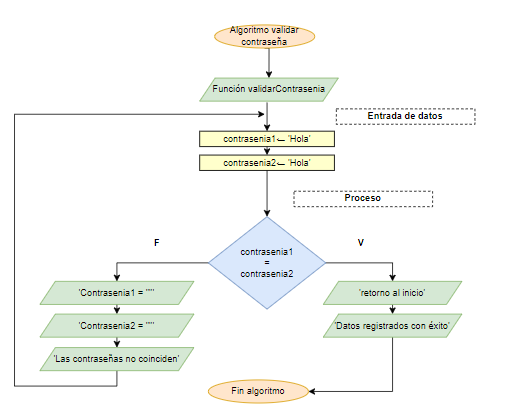 Algoritmo validar
contraseña
Función validarContrasenia
Entrada de datos
contrasenia1← 'Hola'
contrasenia2← 'Hola'
Proceso
F
V
contrasenia1
=
contrasenia2
'Contrasenia1 = ""'
'retorno al inicio'
'Contrasenia2 = ""'
'Datos registrados con éxito'
'Las contraseñas no coinciden'
Fin algoritmo